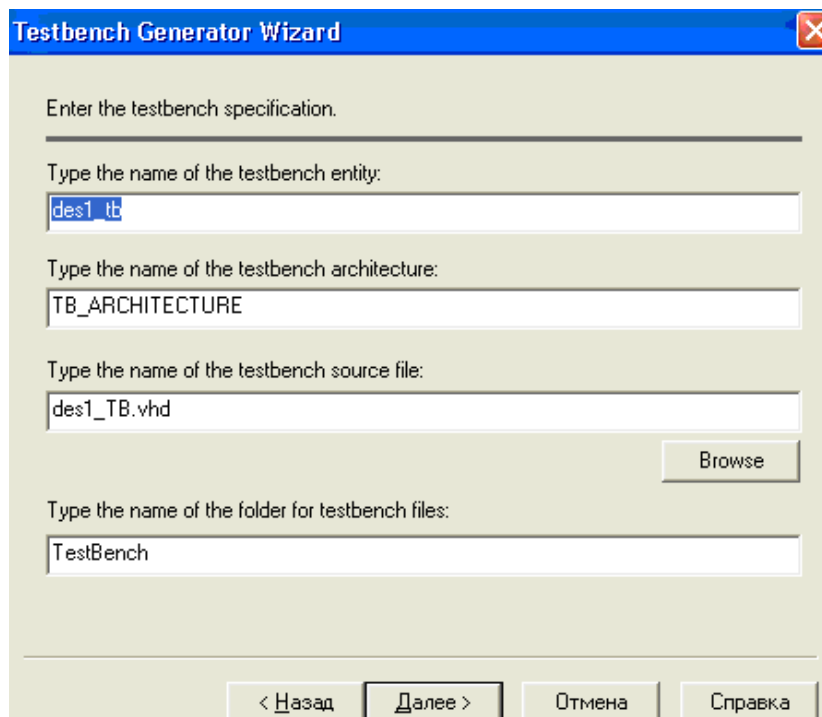 Testbench Generator Wizard
Enter the testbench specification.
Type the name of the testbench entity:
des1_tb
Type the name of the testbench architecture:
TB_ARCHITECTURE
Type the name of the testbench source file:
des1_TB.vhd
Browse
Type the name of the folder for testbench files:
TestBench
< Назад Далее > Отмена Справка